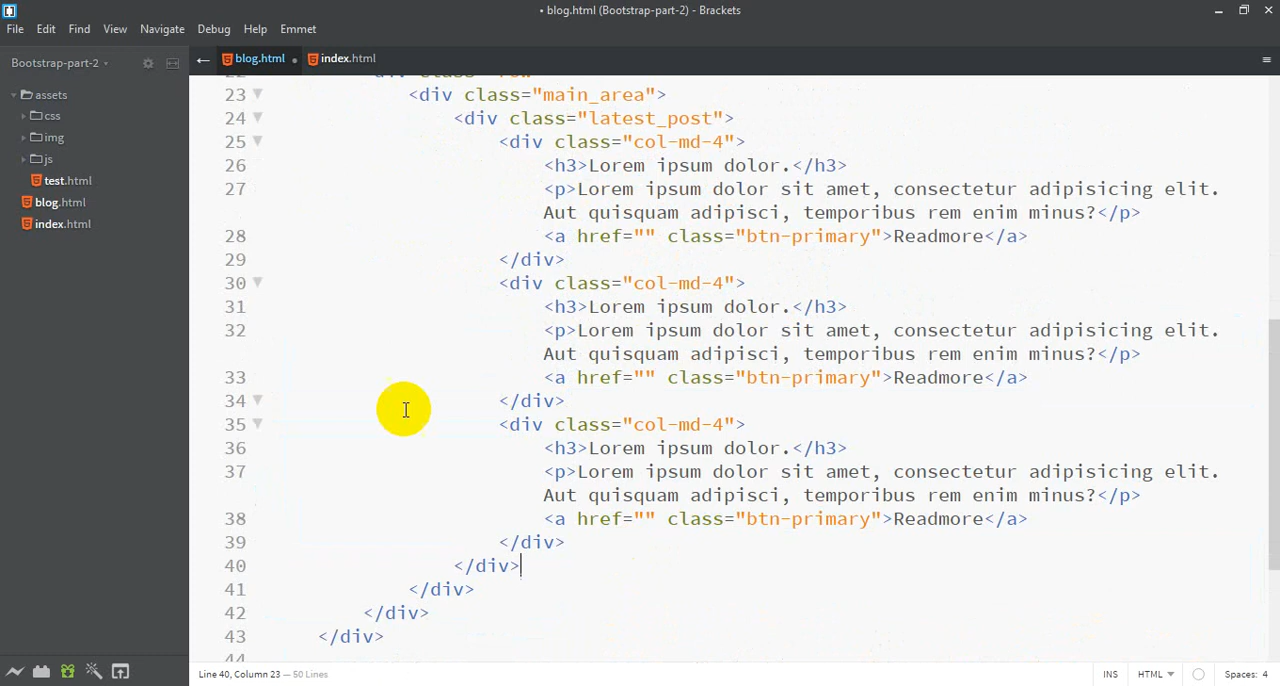 • blog.html (Bootstrap-part-2) - Brackets
File Edit Find View Navigate Debug Help Emmet
Bootstrap-part-2
blog.html • index.html
assets
css
img
js
test.html
blog.html
index.html
22 <div class="row"
23 <div class="main_area">
24 <div class="latest_post">
25 <div class="col-md-4">
26 <h3>Lorem ipsum dolor.</h3>
27 <p>Lorem ipsum dolor sit amet, consectetur adipisicing elit.
Aut quisquam adipisci, temporibus rem enim minus?</p>
28 <a href="" class="btn-primary">Readmore</a>
29 </div>
30 <div class="col-md-4">
31 <h3>Lorem ipsum dolor.</h3>
32 <p>Lorem ipsum dolor sit amet, consectetur adipisicing elit.
Aut quisquam adipisci, temporibus rem enim minus?</p>
33 <a href="" class="btn-primary">Readmore</a>
34 </div>
35 <div class="col-md-4">
36 <h3>Lorem ipsum dolor.</h3>
37 <p>Lorem ipsum dolor sit amet, consectetur adipisicing elit.
Aut quisquam adipisci, temporibus rem enim minus?</p>
38 <a href="" class="btn-primary">Readmore</a>
39 </div>
40 </div>
41 </div>
42 </div>
43 </div>
44
Line 40, Column 23 — 50 Lines
INS HTML Spaces: 4